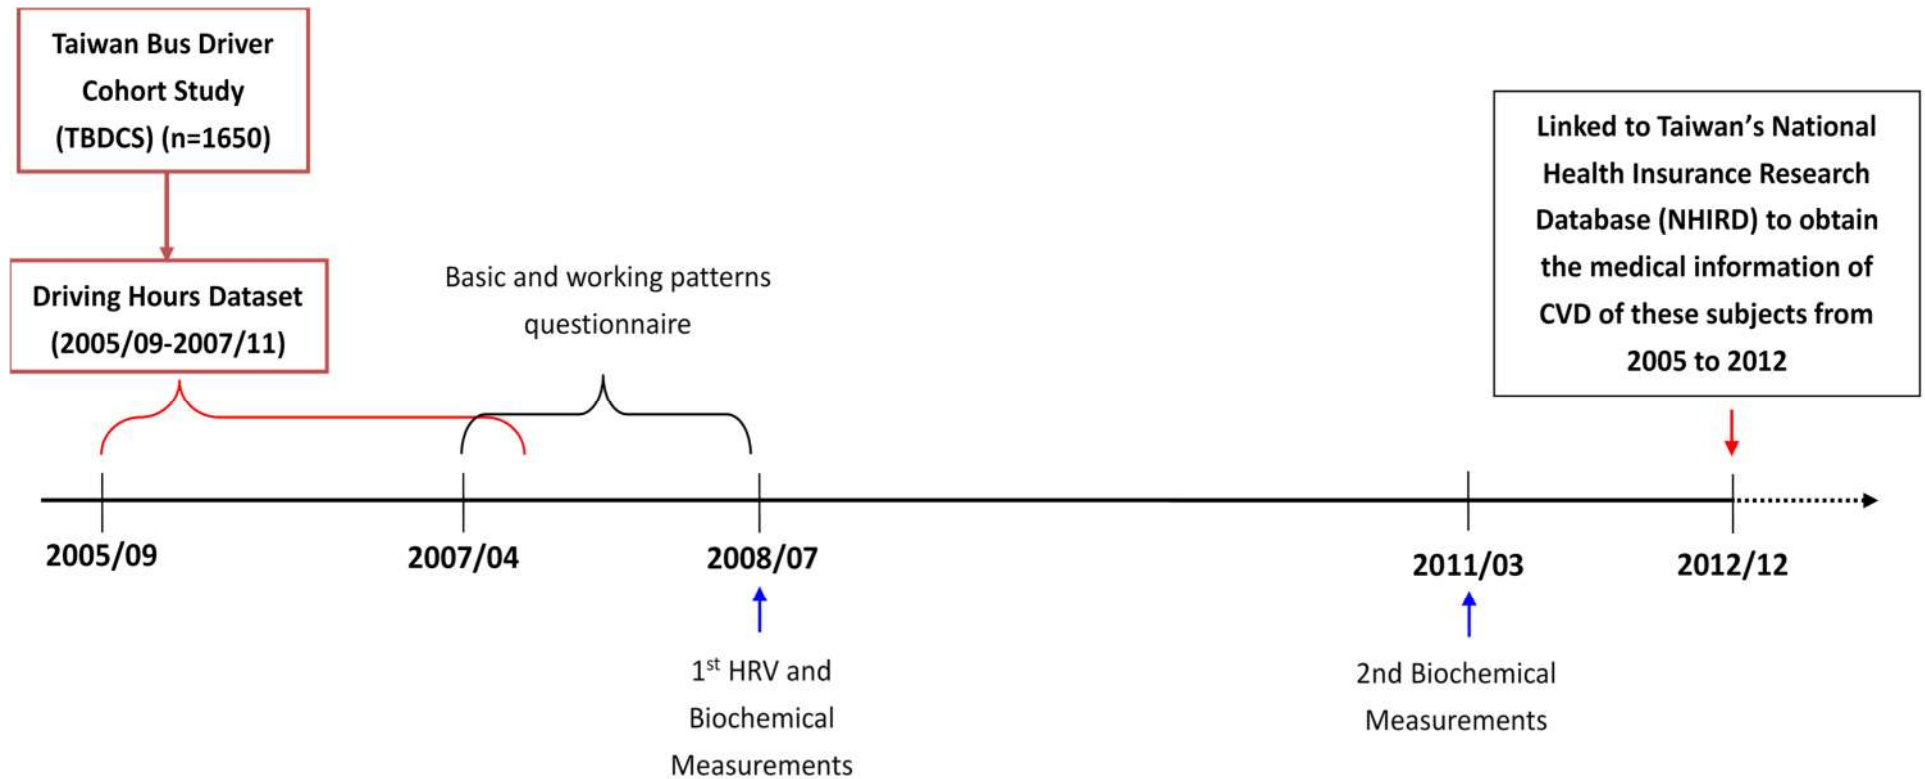 Taiwan Bus Driver
Cohort Study
(TBDCS) (n=1650)
Driving Hours Dataset
(2005/09-2007/11)
Basic and working patterns
questionnaire
Linked to Taiwan's National
Health Insurance Research
Database (NHIRD) to obtain
the medical information of
CVD of these subjects from
2005 to 2012
2005/09
2007/04
2008/07
2011/03
2012/12
1st HRV and
Biochemical
Measurements
2nd Biochemical
Measurements